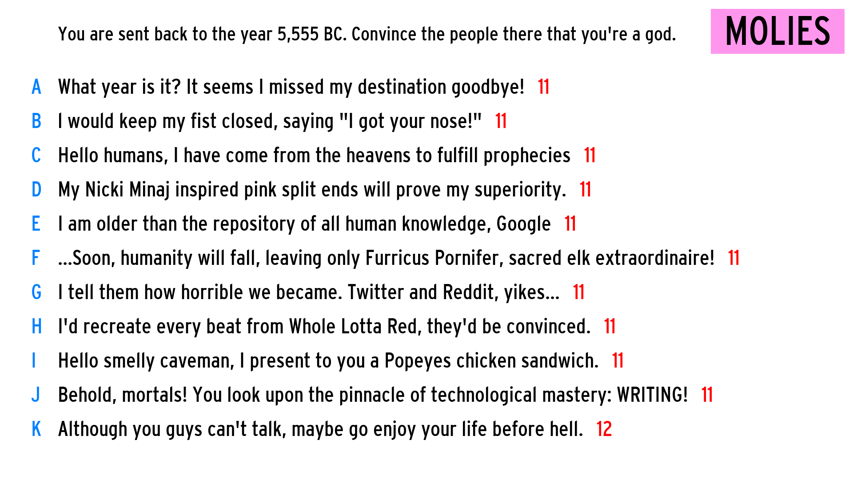 You are sent back to the year 5,555 BC. Convince the people there that you're a god.
MOLIES
A What year is it? It seems I missed my destination goodbye! 11
B I would keep my fist closed, saying "I got your nose!" 11
C Hello humans, I have come from the heavens to fulfill prophecies 11
D My Nicki Minaj inspired pink split ends will prove my superiority. 11
E I am older than the repository of all human knowledge, Google 11
F ...Soon, humanity will fall, leaving only Furricus Pornifer, sacred elk extraordinaire! 11
G I tell them how horrible we became. Twitter and Reddit, yikes... 11
H I'd recreate every beat from Whole Lotta Red, they'd be convinced. 11
I Hello smelly caveman, I present to you a Popeyes chicken sandwich. 11
J Behold, mortals! You look upon the pinnacle of technological mastery: WRITING! 11
K Although you guys can't talk, maybe go enjoy your life before hell. 12